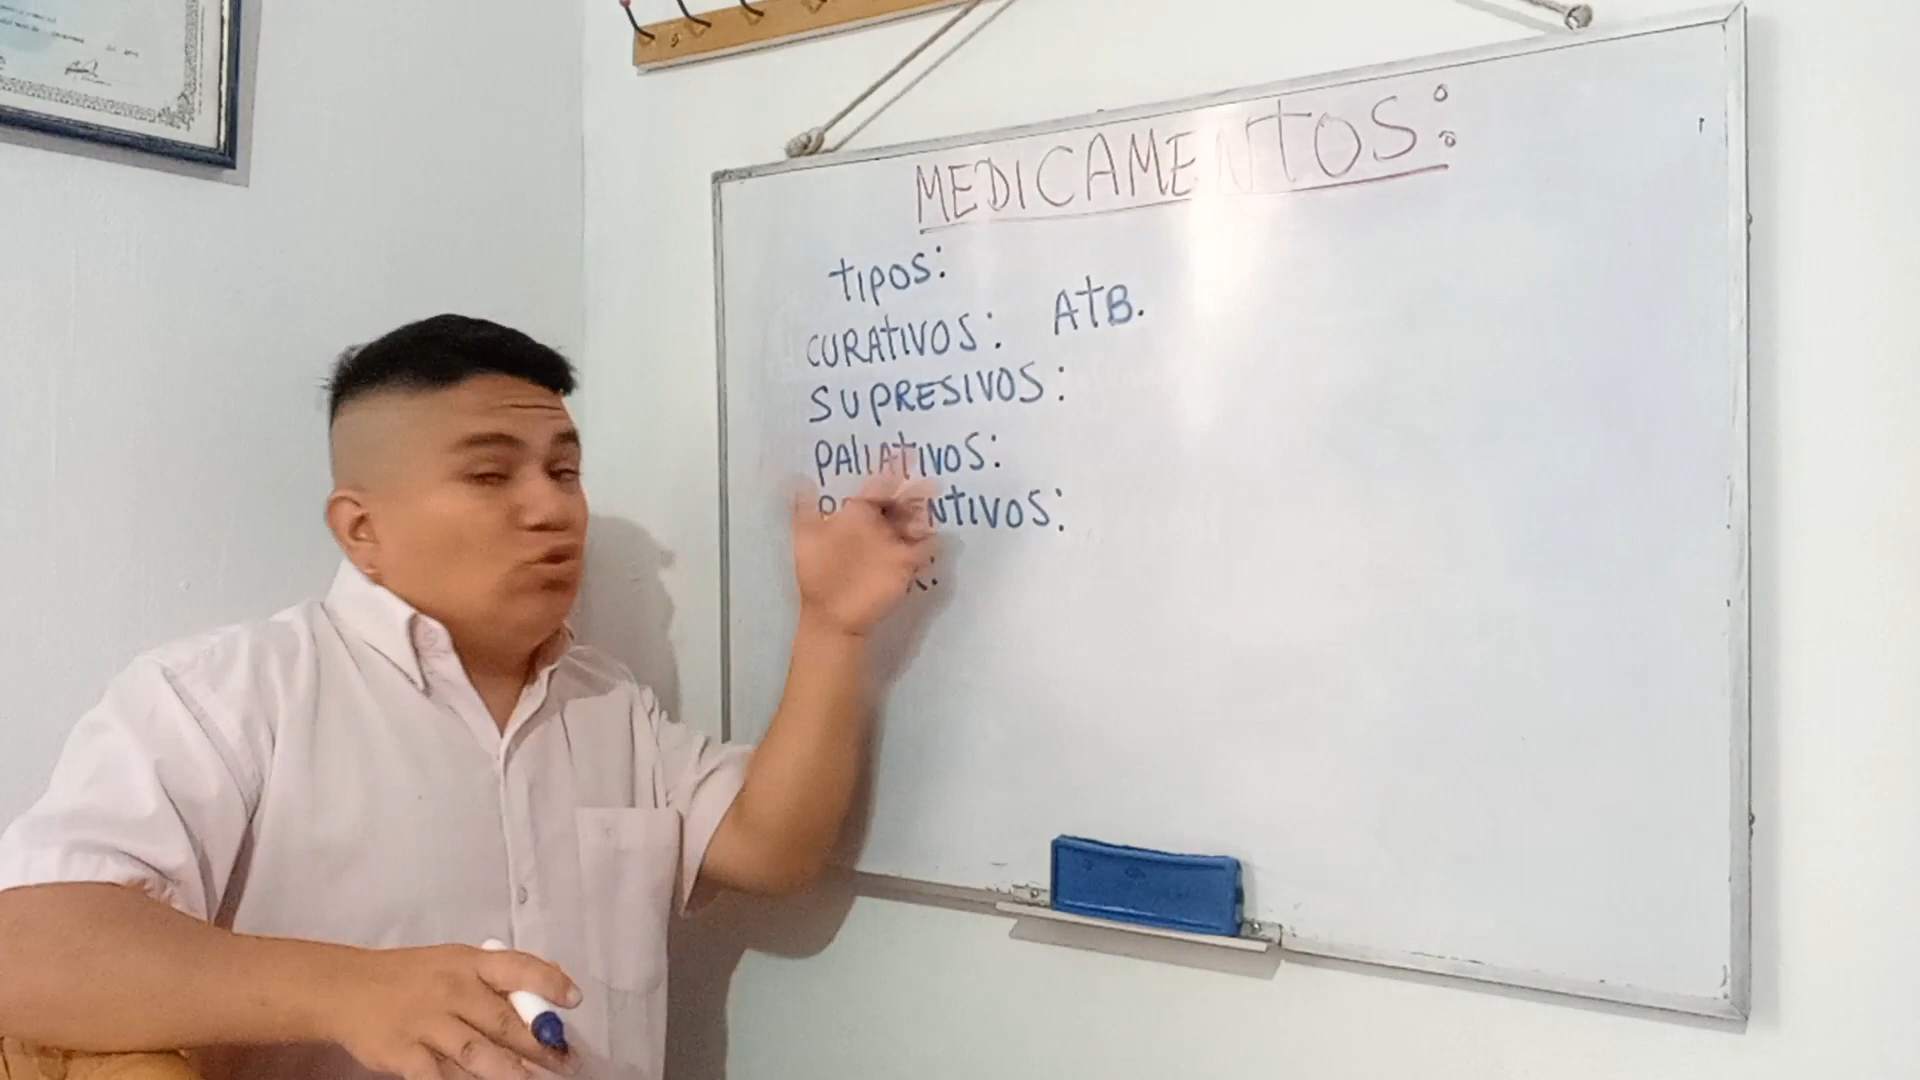 MEDICAMENTOS:
tIPOS:
CURAtIVOS: AtB.
SUPRESIVOS:
PAlIAtIVOS: